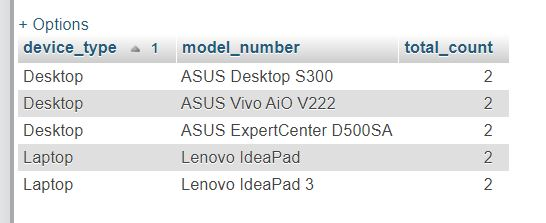 + Options
device_type 1 model_number total_count
Desktop ASUS Desktop S300 2
Desktop ASUS Vivo AiO V222 2
Desktop ASUS ExpertCenter D500SA 2
Laptop Lenovo IdeaPad 2
Laptop Lenovo IdeaPad 3 2